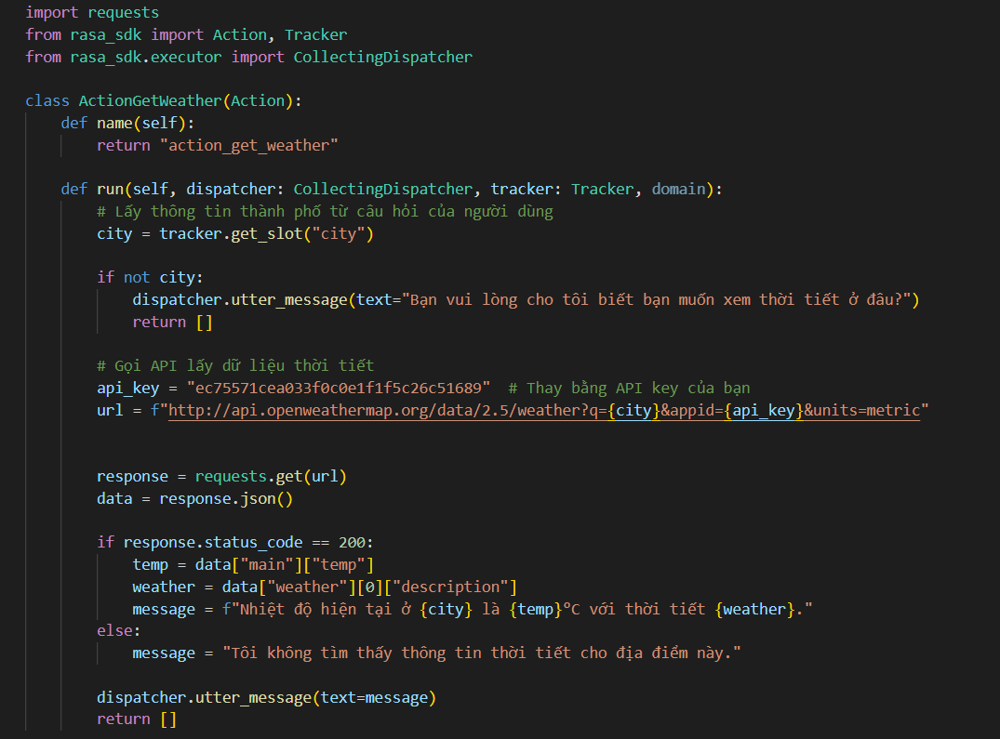 import requests
from rasa_sdk import Action, Tracker
from rasa_sdk.executor import CollectingDispatcher
class ActionGetWeather(Action):
def name(self):
return "action_get_weather"
def run(self, dispatcher: CollectingDispatcher, tracker: Tracker, domain):
# Lấy thông tin thành phố từ câu hỏi của người dùng
city = tracker.get_slot("city")
if not city:
dispatcher.utter_message(text="Bạn vui lòng cho tôi biết bạn muốn xem thời tiết ở đâu?")
return []
# Gọi API lấy dữ liệu thời tiết
api_key = "ec75571cea033f0c0e1f1f5c26c51689"  # Thay bằng API key của bạn
url = f"http://api.openweathermap.org/data/2.5/weather?q={city}&appid={api_key}&units=metric"
response = requests.get(url)
data = response.json()
if response.status_code == 200:
temp = data["main"]["temp"]
weather = data["weather"][0]["description"]
message = f"Nhiệt độ hiện tại ở {city} là {temp}°C với thời tiết {weather}."
else:
message = "Tôi không tìm thấy thông tin thời tiết cho địa điểm này."
dispatcher.utter_message(text=message)
return []